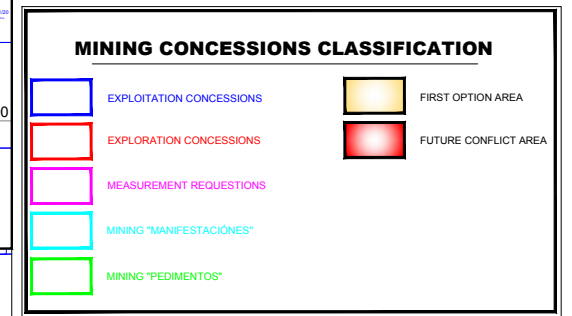 MINING CONCESSIONS CLASSIFICATION
EXPLOITATION CONCESSIONS
FIRST OPTION AREA
EXPLORATION CONCESSIONS
FUTURE CONFLICT AREA
MEASUREMENT REQUESTIONS
MINING "MANIFESTACIÓNES"
MINING "PEDIMENTOS"
0